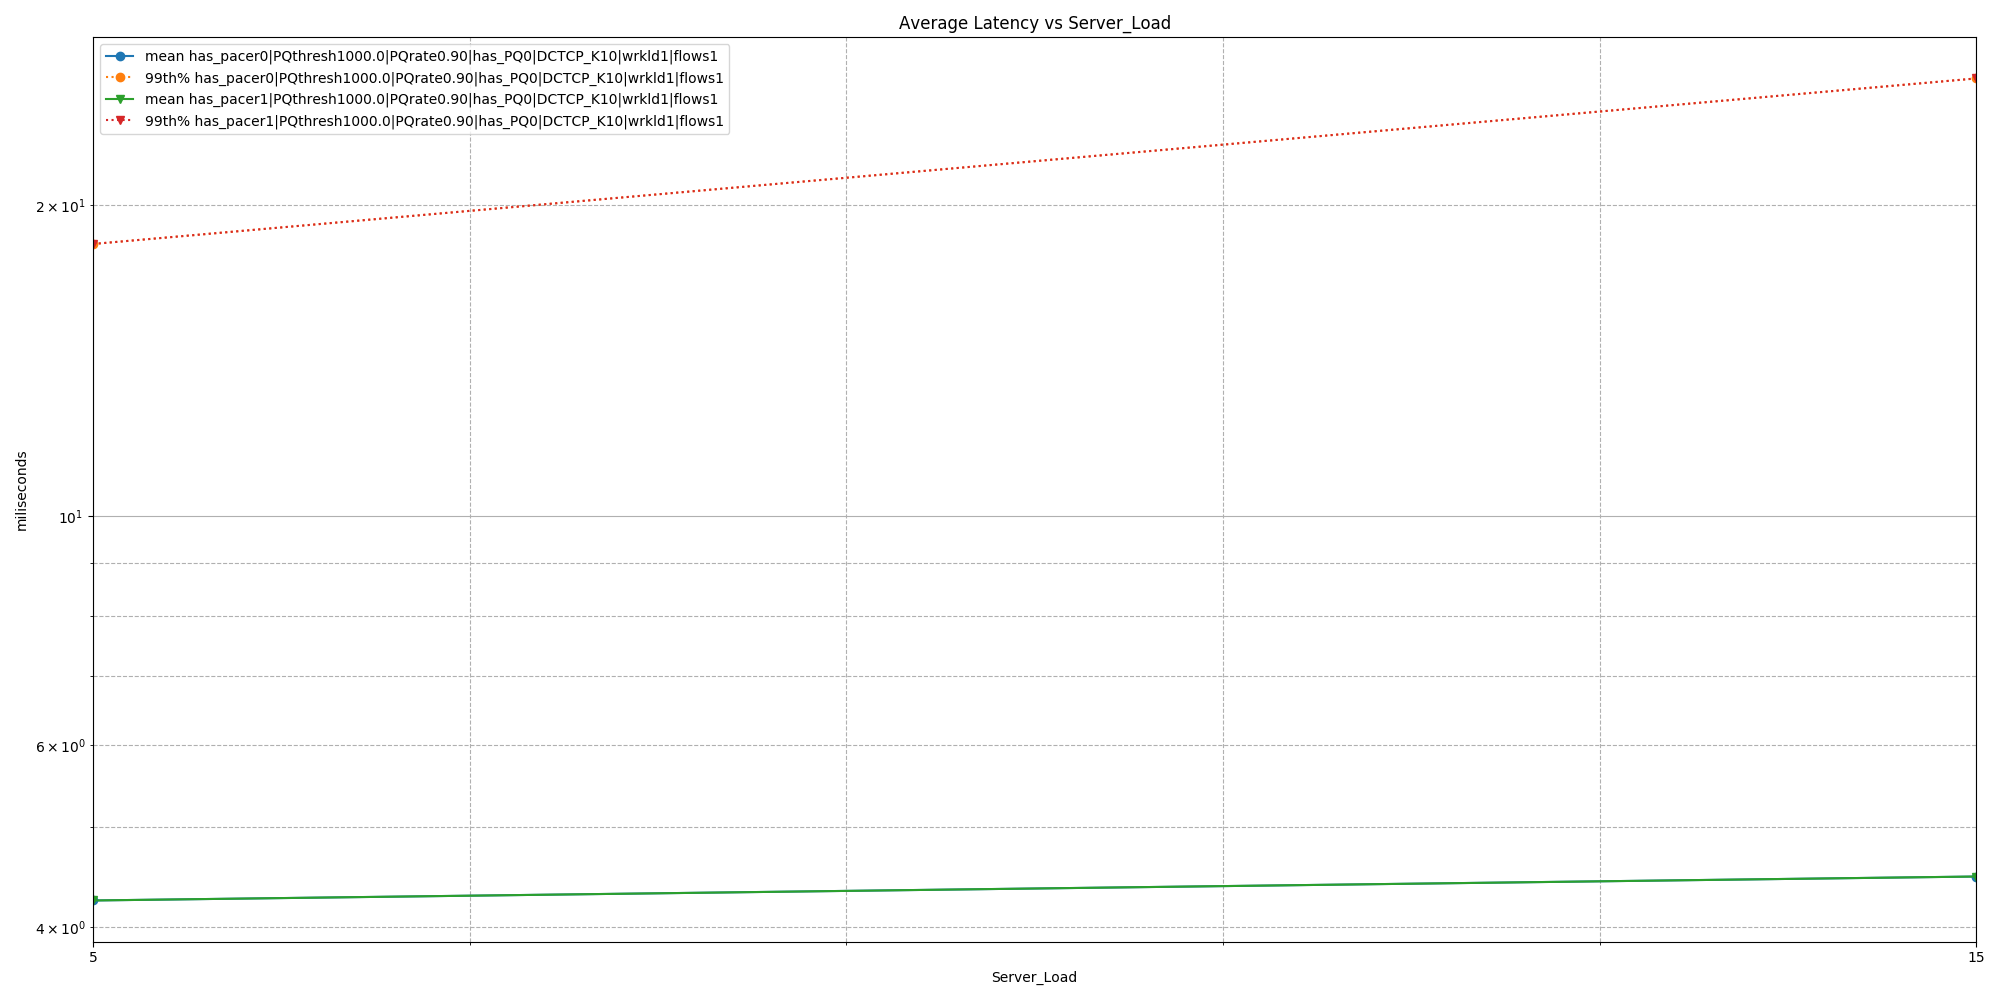 Average Latency vs Server_Load
mean has_pacer0|PQthresh1000.0|PQrate0.90|has_PQ0|DCTCP_K10|wrkld1|flows1
99th% has_pacer0|PQthresh1000.0|PQrate0.90|has_PQ0|DCTCP_K10|wrkld1|flows1
mean has_pacer1|PQthresh1000.0|PQrate0.90|has_PQ0|DCTCP_K10|wrkld1|flows1
99th% has_pacer1|PQthresh1000.0|PQrate0.90|has_PQ0|DCTCP_K10|wrkld1|flows1
2 × 10¹
10¹
6 × 10⁰
4 × 10⁰
miliseconds
5
15
Server_Load